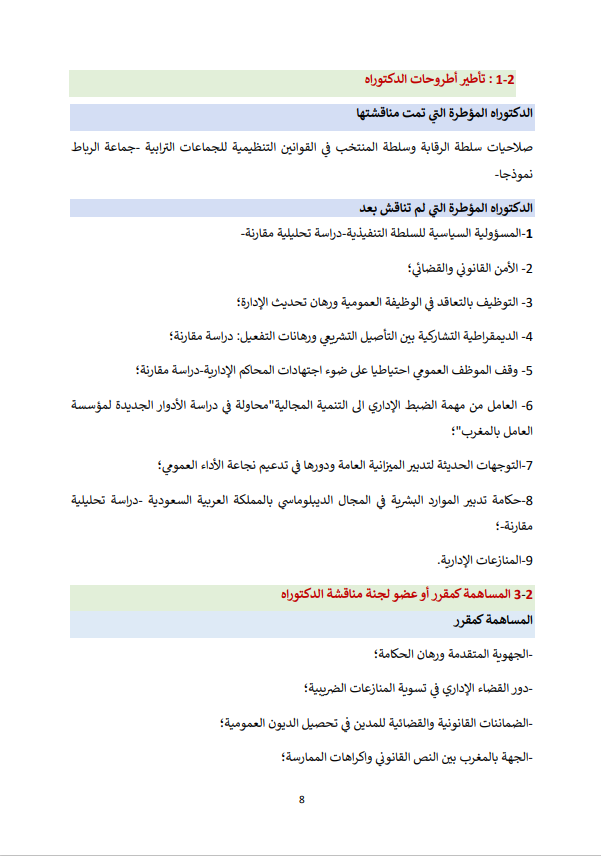 1-2 : تأطير أطروحات الدكتوراه
الدكتوراه المؤطرة التي تمت مناقشتها
صلاحيات سلطة الرقابة وسلطة المنتخب في القوانين التنظيمية للجماعات الترابية -جماعة الرباط
نموذجا-
الدكتوراه المؤطرة التي لم تناقش بعد
1-المسؤولية السياسية للسلطة التنفيذية-دراسة تحليلية مقارنة-
2- الأمن القانوني والقضائي؛
3- التوظيف بالتعاقد في الوظيفة العمومية ورهان تحديث الإدارة؛
4- الديمقراطية التشاركية بين التأصيل التشريعي ورهانات التفعيل: دراسة مقارنة؛
5- وقف الموظف العمومي احتياطيا على ضوء اجتهادات المحاكم الإدارية-دراسة مقارنة؛
6- العامل من مهمة الضبط الإداري الى التنمية المجالية"محاولة في دراسة الأدوار الجديدة لمؤسسة
العامل بالمغرب"؛
7-التوجهات الحديثة لتدبير الميزانية العامة ودورها في تدعيم نجاعة الأداء العمومي؛
8-حكامة تدبير الموارد البشرية في المجال الديبلوماسي بالمملكة العربية السعودية -دراسة تحليلية
مقارنة-؛
9-المنازعات الإدارية.
3-2 المساهمة كمقرر أو عضو لجنة مناقشة الدكتوراه
المساهمة كمقرر
-الجهوية المتقدمة ورهان الحكامة؛
-دور القضاء الإداري في تسوية المنازعات الضريبية؛
-الضماننات القانونية والقضائية للمدين في تحصيل الديون العمومية؛
-الجهة بالمغرب بين النص القانوني واكراهات الممارسة؛
8